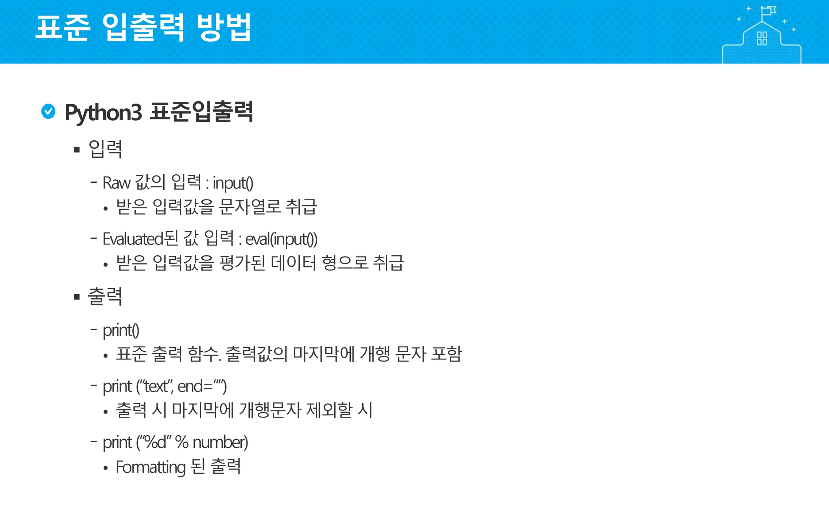 표준 입출력 방법
Python3 표준입출력
▪ 입력
- Raw 값의 입력 : input()
• 받은 입력값을 문자열로 취급
- Evaluated된 값 입력 : eval(input())
• 받은 입력값을 평가된 데이터 형으로 취급
▪ 출력
- print()
• 표준 출력 함수. 출력값의 마지막에 개행 문자 포함
- print (“text”, end=“”)
• 출력 시 마지막에 개행문자 제외할 시
- print (“%d” % number)
• Formatting 된 출력